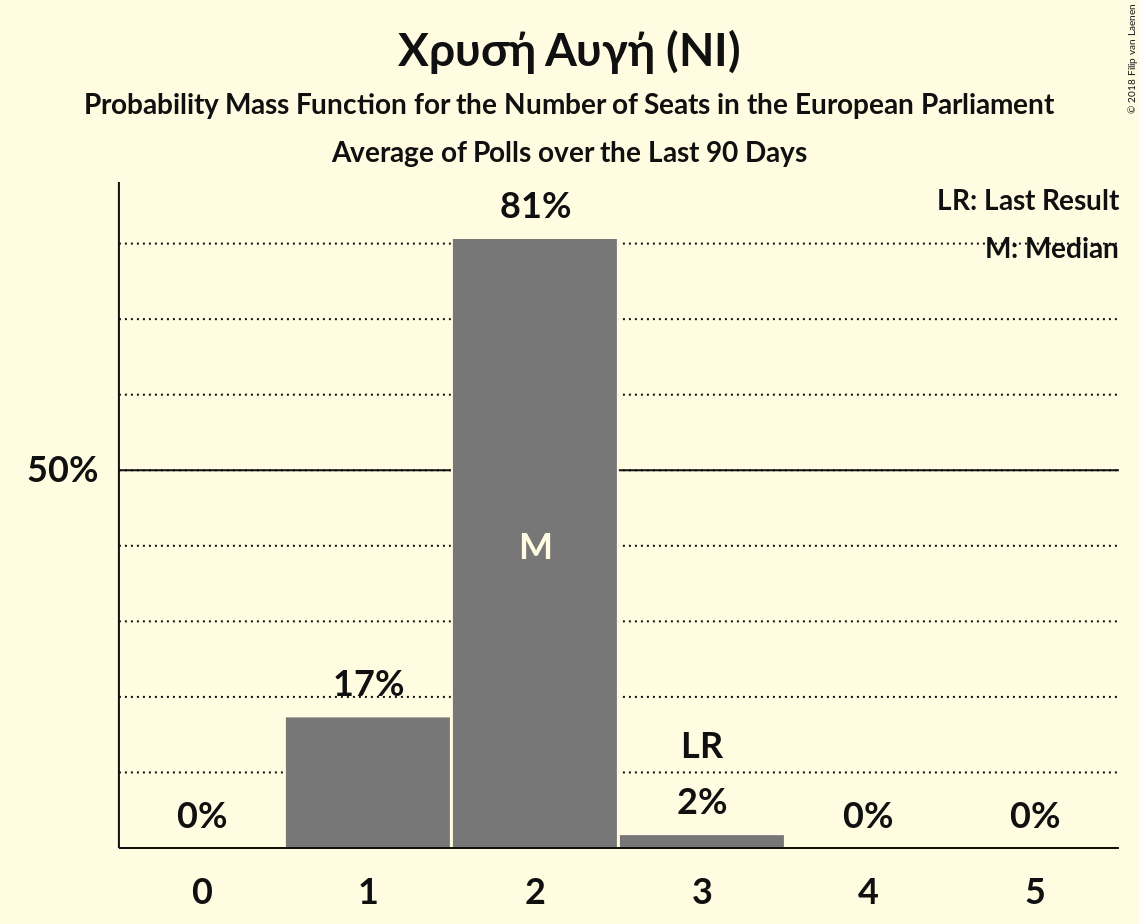 Χρυσή Αυγή (NI)
Probability Mass Function for the Number of Seats in the European Parliament
Average of Polls over the Last 90 Days
© 2018 Filip van Laenen
LR: Last Result
M: Median
81%
50%
M
17%
LR
0%
2%
0%
0%
0 1 2 3 4 5